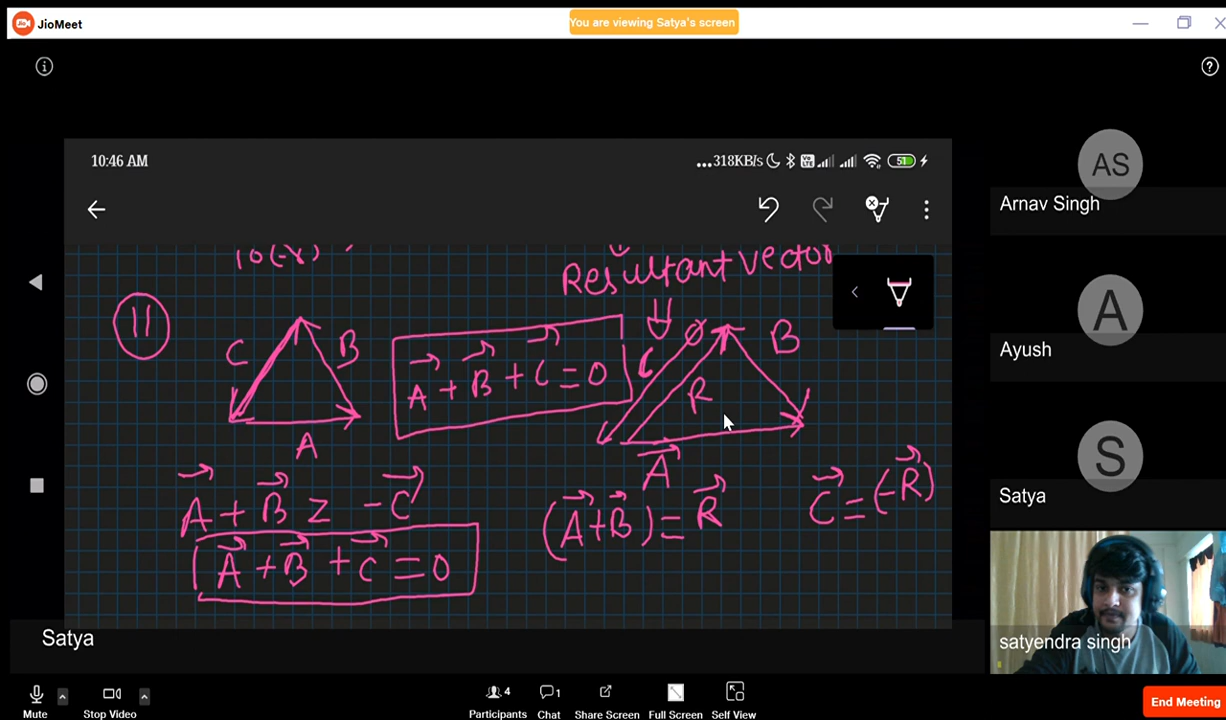 JioMeet
You are viewing Satya's screen
10:46 AM
...318KB/s
51
Resultant vector
11
C
B
A
A + B + C = 0
B
R
A
A + B = -C
A + B + C = 0
(A+B) = R
C = (-R)
AS
Arnav Singh
A
Ayush
S
Satya
satyendra singh
Satya
Mute
Stop Video
4
Participants
1
Chat
Share Screen
Full Screen
Self View
End Meeting